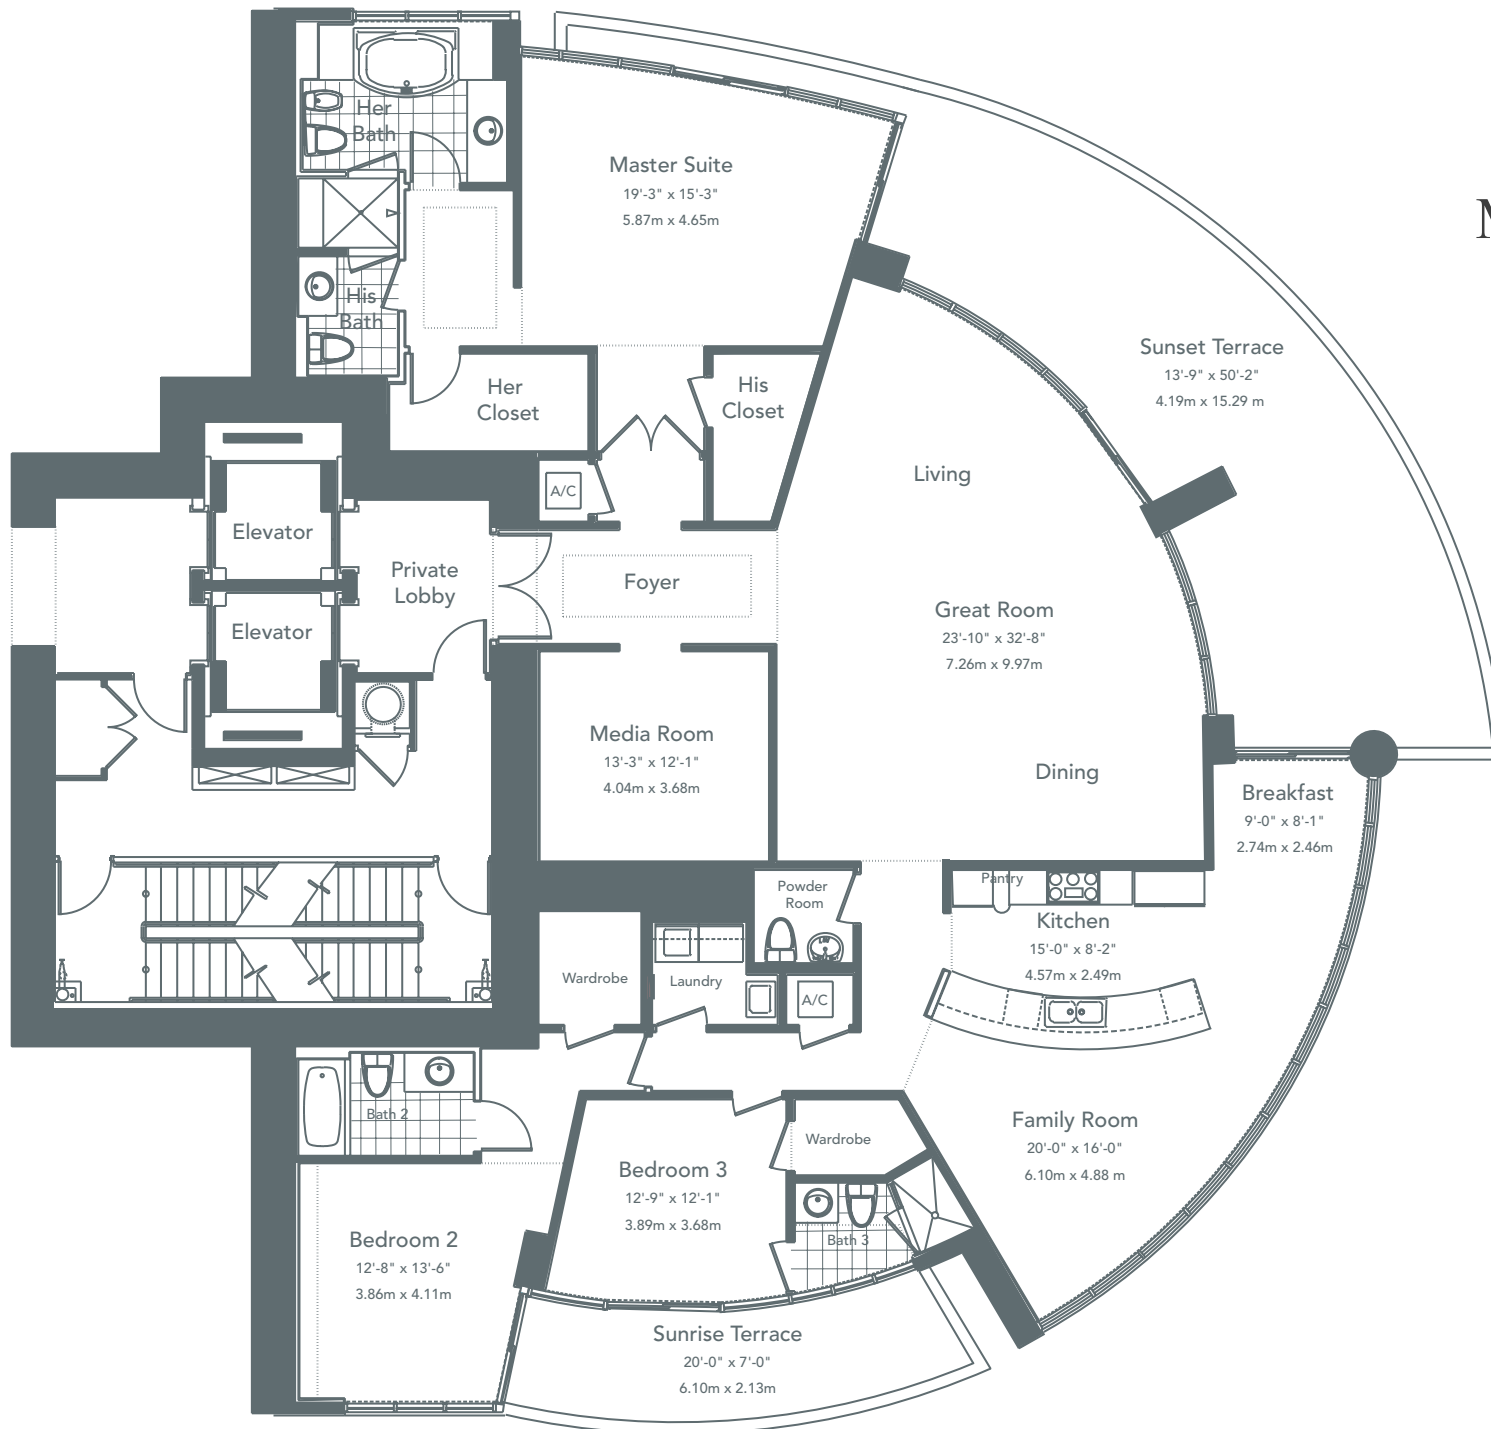 Her
Bath
Master Suite
19'-3" x 15'-3"
5.87m x 4.65m
His
Bath
Sunset Terrace
13'-9" x 50'-2"
4.19m x 15.29 m
Her
Closet
His
Closet
Living
A/C
Elevator
Private
Lobby
Foyer
Elevator
Great Room
23'-10" x 32'-8"
7.26m x 9.97m
Media Room
13'-3" x 12'-1"
4.04m x 3.68m
Dining
Breakfast
9'-0" x 8'-1"
2.74m x 2.46m
Pantry
Powder
Room
Kitchen
15'-0" x 8'-2"
4.57m x 2.49m
Wardrobe
Laundry
A/C
Bath 2
Family Room
20'-0" x 16'-0"
6.10m x 4.88 m
Wardrobe
Bedroom 3
12'-9" x 12'-1"
3.89m x 3.68m
Bath 3
Bedroom 2
12'-8" x 13'-6"
3.86m x 4.11m
Sunrise Terrace
20'-0" x 7'-0"
6.10m x 2.13m